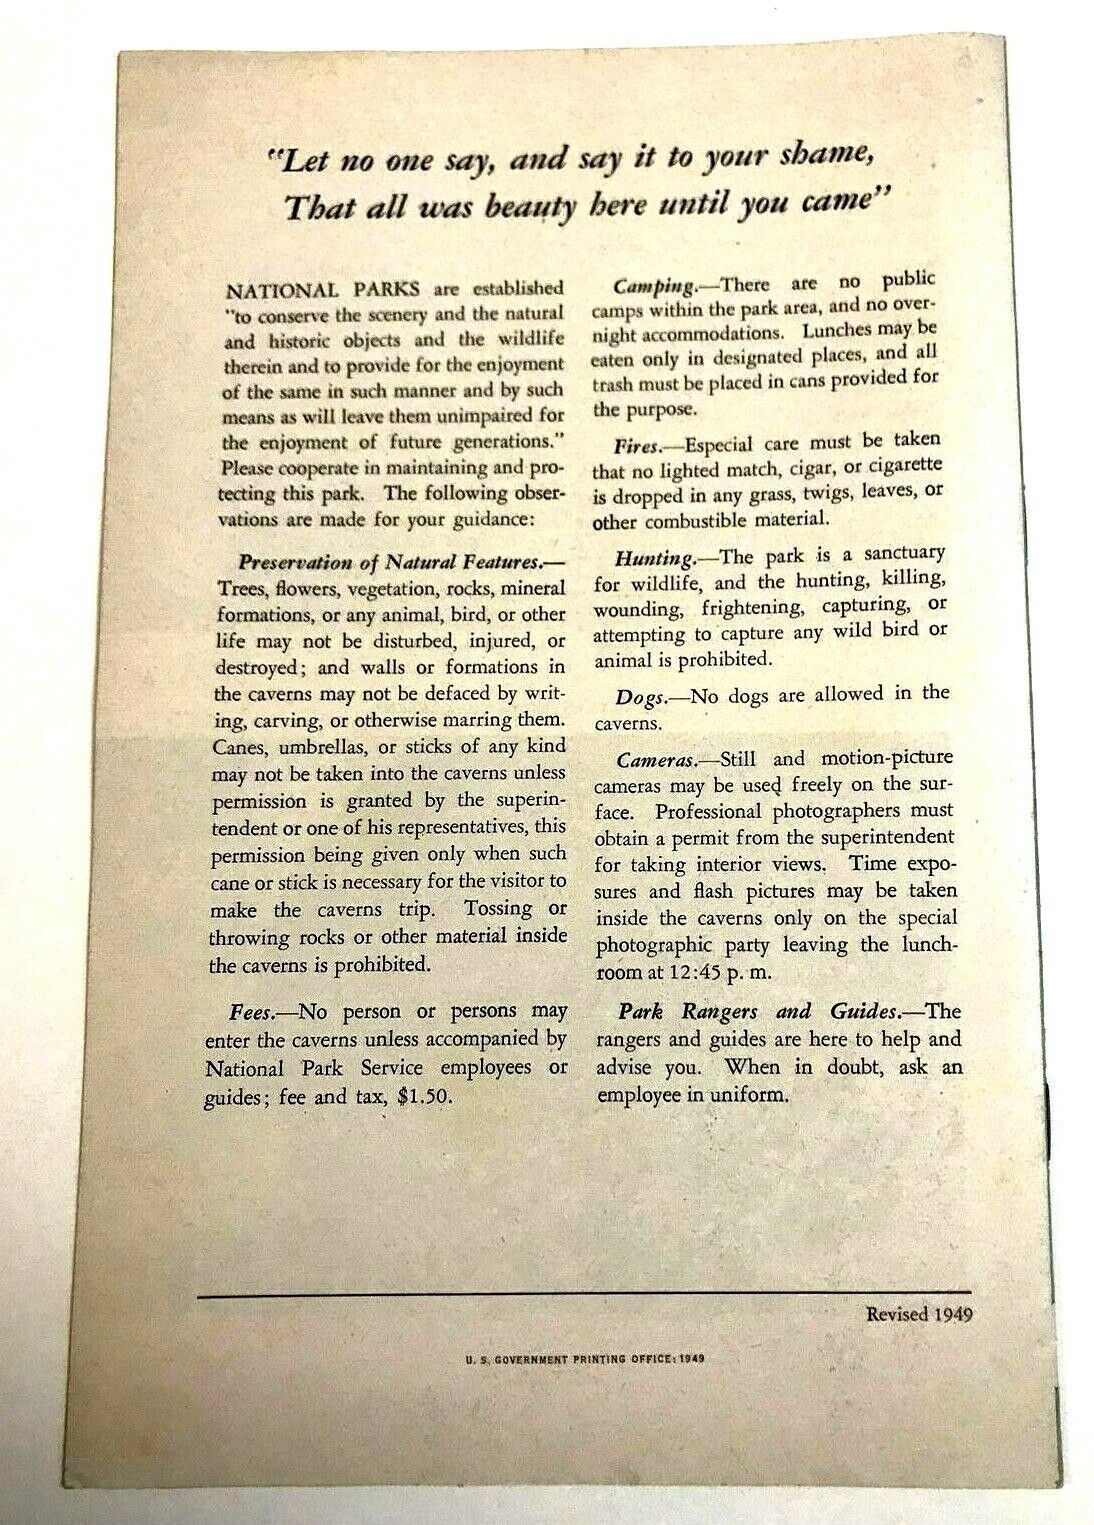 "Let no one say, and say it to your shame,
That all was beauty here until you came"
NATIONAL PARKS are established
"to conserve the scenery and the natural
and historic objects and the wildlife
therein and to provide for the enjoyment
of the same in such manner and by such
means as will leave them unimpaired for
the enjoyment of future generations."
Please cooperate in maintaining and pro-
tecting this park. The following obser-
vations are made for your guidance:
Preservation of Natural Features.—
Trees, flowers, vegetation, rocks, mineral
formations, or any animal, bird, or other
life may not be disturbed, injured, or
destroyed; and walls or formations in
the caverns may not be defaced by writ-
ing, carving, or otherwise marring them.
Canes, umbrellas, or sticks of any kind
may not be taken into the caverns unless
permission is granted by the superin-
tendent or one of his representatives, this
permission being given only when such
cane or stick is necessary for the visitor to
make the caverns trip. Tossing or
throwing rocks or other material inside
the caverns is prohibited.
Fees.—No person or persons may
enter the caverns unless accompanied by
National Park Service employees or
guides; fee and tax, $1.50.
Camping.—There are no public
camps within the park area, and no over-
night accommodations. Lunches may be
eaten only in designated places, and all
trash must be placed in cans provided for
the purpose.
Fires.—Especial care must be taken
that no lighted match, cigar, or cigarette
is dropped in any grass, twigs, leaves, or
other combustible material.
Hunting.—The park is a sanctuary
for wildlife, and the hunting, killing,
wounding, frightening, capturing, or
attempting to capture any wild bird or
animal is prohibited.
Dogs.—No dogs are allowed in the
caverns.
Cameras.—Still and motion-picture
cameras may be used freely on the sur-
face. Professional photographers must
obtain a permit from the superintendent
for taking interior views. Time expo-
sures and flash pictures may be taken
inside the caverns only on the special
photographic party leaving the lunch-
room at 12:45 p. m.
Park Rangers and Guides.—The
rangers and guides are here to help and
advise you. When in doubt, ask an
employee in uniform.
Revised 1949
U. S. GOVERNMENT PRINTING OFFICE: 1949